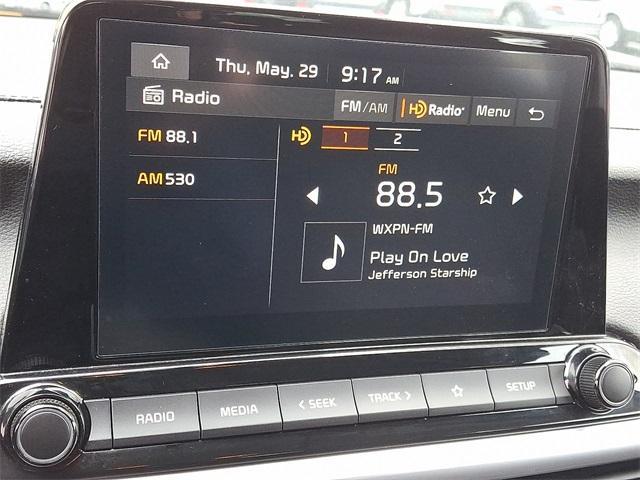 Thu, May. 29 9:17 AM
Radio FM/AM HD Radio Menu
FM 88.1
AM 530
HD 1 2
FM
88.5
WXPN-FM
Play On Love
Jefferson Starship
RADIO MEDIA < SEEK TRACK > SETUP